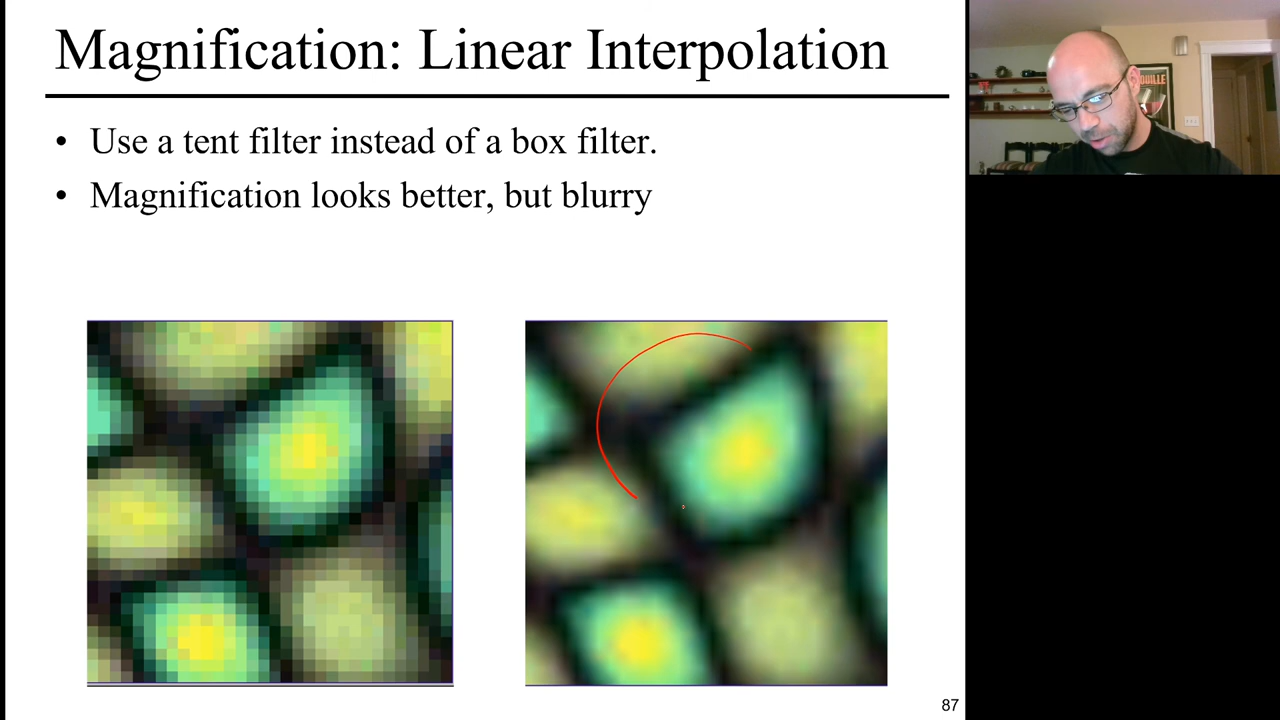 Magnification: Linear Interpolation
• Use a tent filter instead of a box filter.
• Magnification looks better, but blurry
87